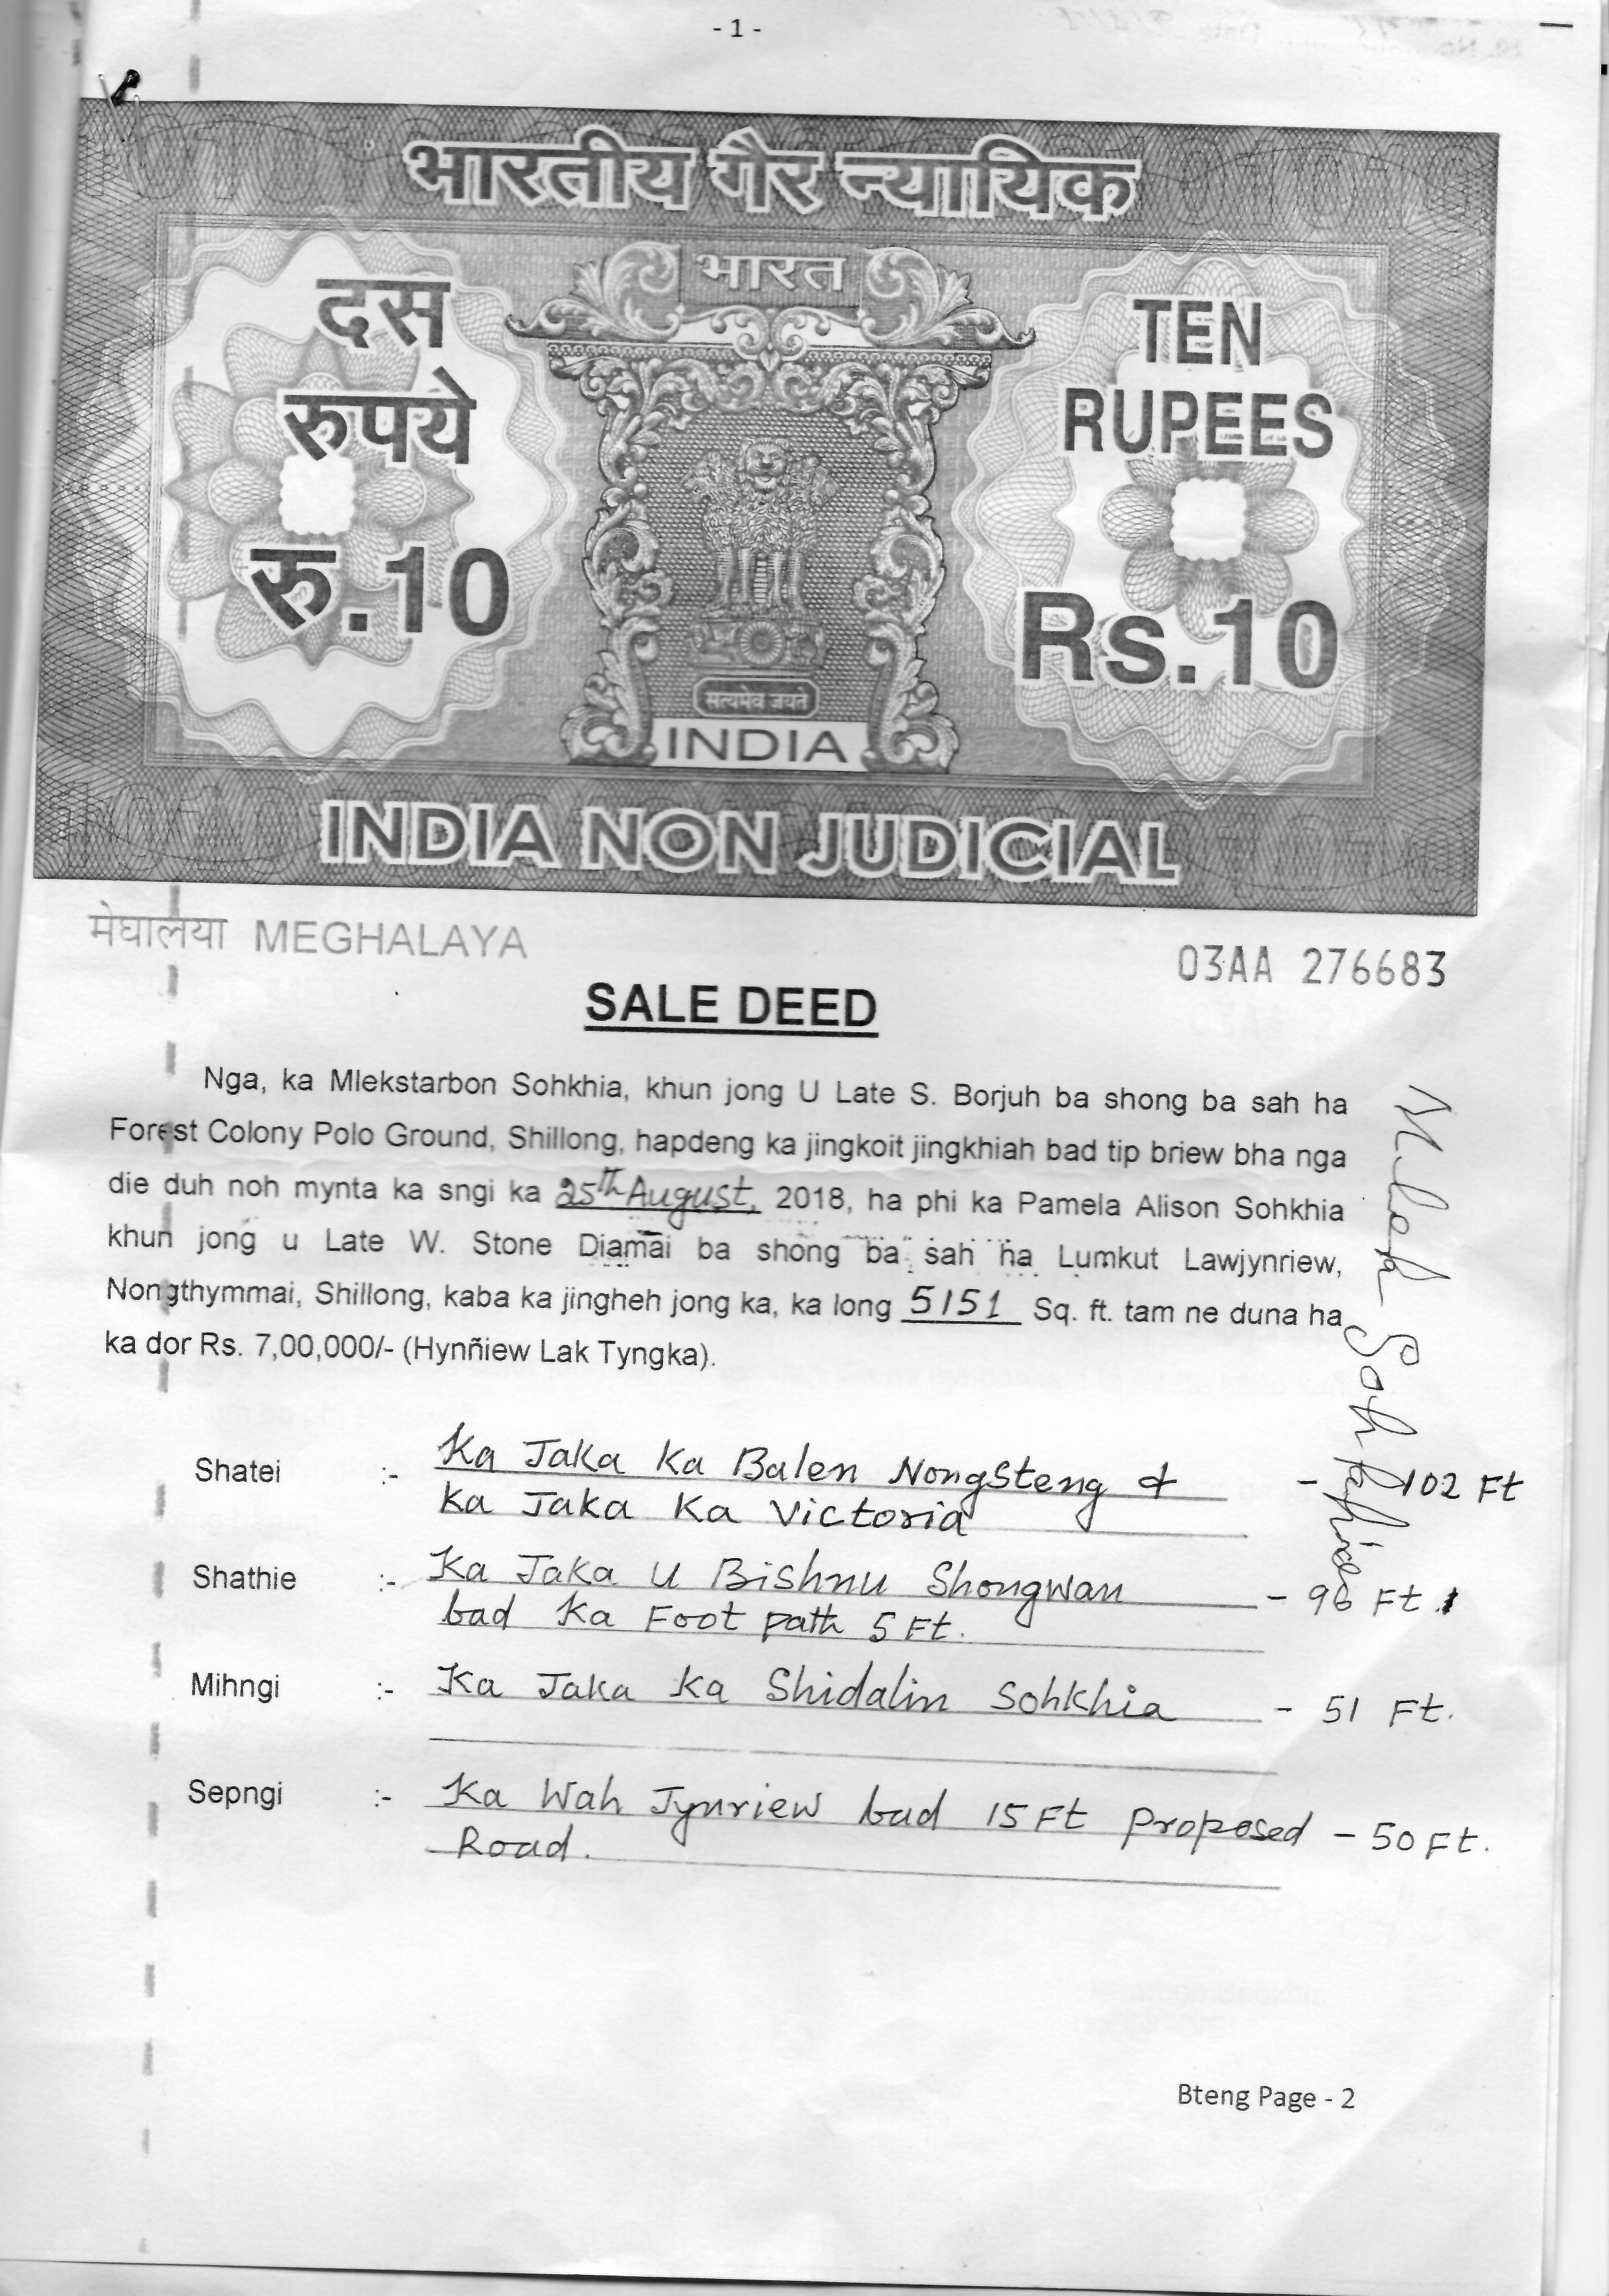 - 1 -
भारतीय गैर न्यायिक
भारत
दस
रुपये
रु.10
TEN
RUPEES
Rs.10
सत्यमेव जयते
INDIA
INDIA NON JUDICIAL
मेघालया MEGHALAYA
03AA 276683
SALE DEED
Nga, ka Mlekstarbon Sohkhia, khun jong U Late S. Borjuh ba shong ba sah ha
Forest Colony Polo Ground, Shillong, hapdeng ka jingkoit jingkhiah bad tip briew bha nga
die duh noh mynta ka sngi ka 25th August, 2018, ha phi ka Pamela Alison Sohkhia
khun jong u Late W. Stone Diamai ba shong ba sah ha Lumkut Lawjynriew,
Nongthymmai, Shillong, kaba ka jingheh jong ka, ka long 5151 Sq. ft. tam ne duna ha
ka dor Rs. 7,00,000/- (Hynñiew Lak Tyngka).
M. Lek Sohkhia
Shatei :- Ka Jaka Ka Balen Nongsteng & - 102 Ft
Ka Jaka Ka Victoria
Shathie :- Ka Jaka U Bishnu Shongwan - 96 Ft.
bad Ka Foot path 5 Ft.
Mihngi :- Ka Jaka Ka Shidalin Sohkhia - 51 Ft.
Sepngi :- Ka Wah Jynriew bad 15 Ft Proposed - 50 Ft.
Road.
Bteng Page - 2